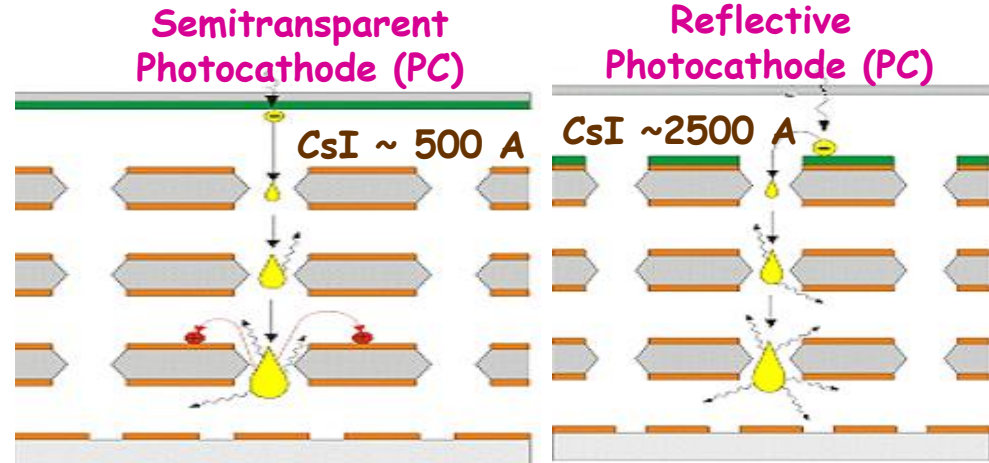 Semitransparent
Photocathode (PC)
CsI ~ 500 A
Reflective
Photocathode (PC)
CsI ~2500 A